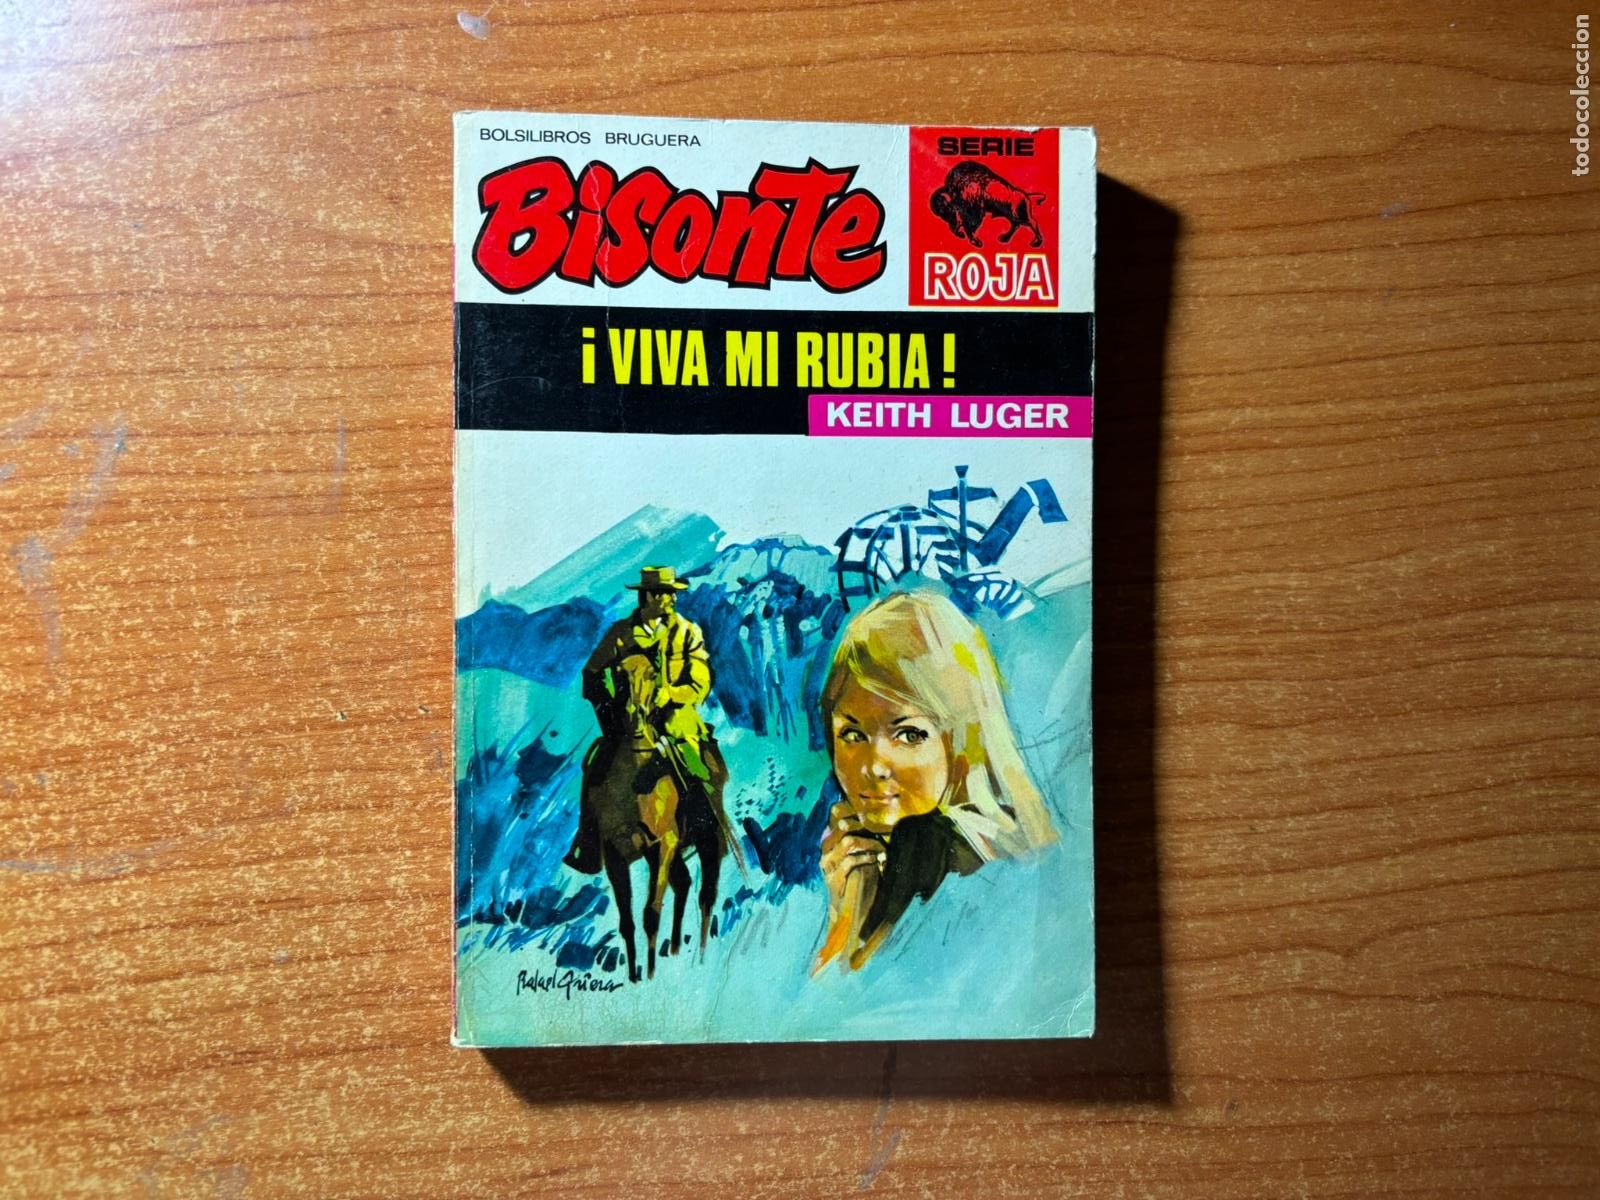 BOLSILIBROS BRUGUERA
Bisonte
SERIE
ROJA
¡VIVA MI RUBIA!
KEITH LUGER
Rafael Griera
todocoleccion